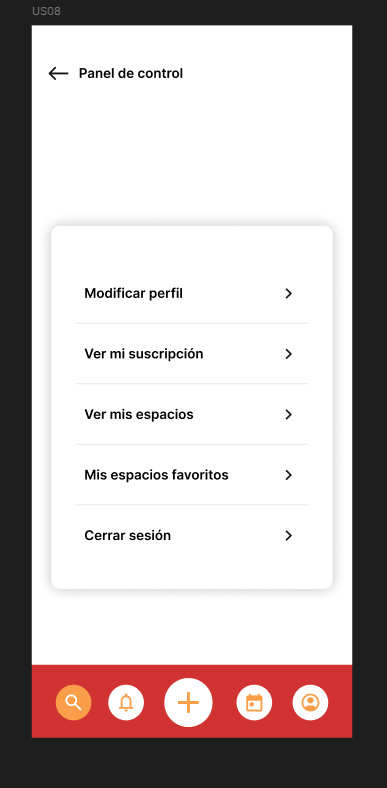 US08
Panel de control
Modificar perfil
Ver mi suscripción
Ver mis espacios
Mis espacios favoritos
Cerrar sesión